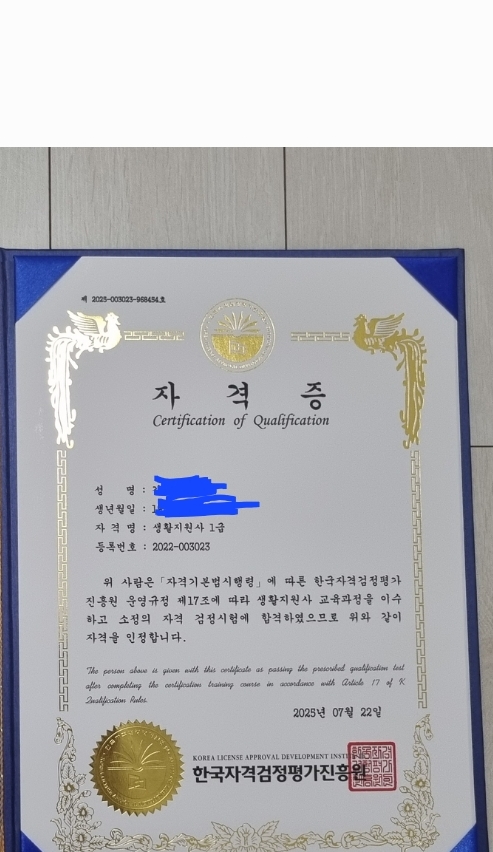 제 2025-003023-968454호
자 격 증
Certification of Qualification
성 명 :
생년월일 : 1
자 격 명 : 생활지원사 1급
등록번호 : 2022-003023
위 사람은「자격기본법시행령」에 따른 한국자격검정평가
진흥원 운영규정 제17조에 따라 생활지원사 교육과정을 이수
하고 소정의 자격 검정시험에 합격하였으므로 위와 같이
자격을 인정합니다.
The person above is given with this certificate as passing the prescribed qualification test
after completing the certification training course in accordance with Article 17 of K
Qualification Rules.
2025년 07월 22일
KOREA LICENSE APPROVAL DEVELOPMENT
한국자격검정평가진흥원